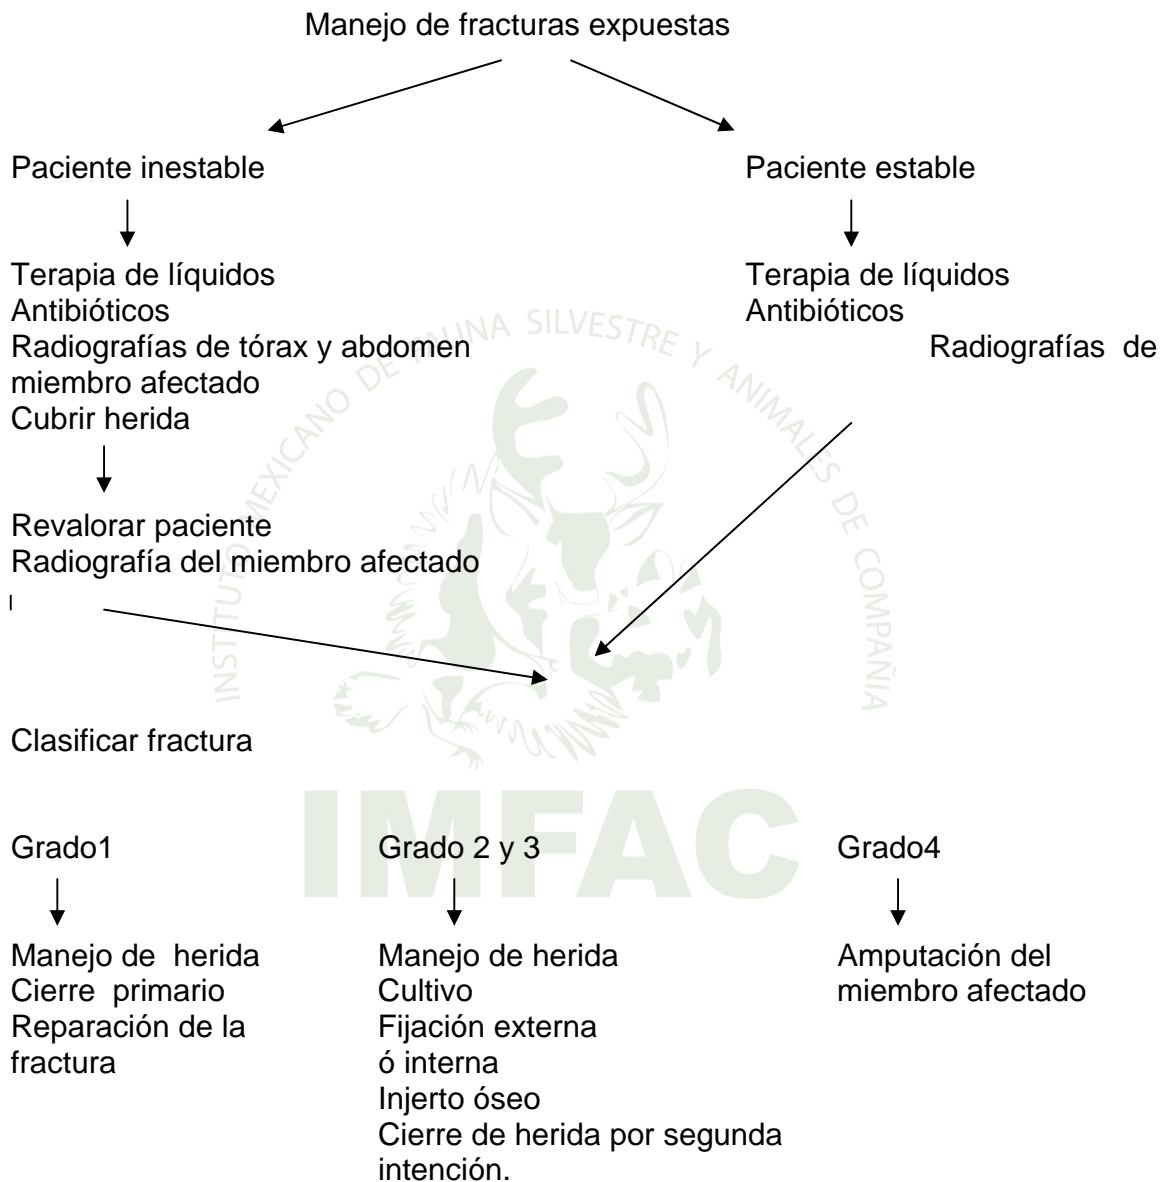 Manejo de fracturas expuestas
Paciente inestable
Paciente estable
Terapia de líquidos
Antibióticos
Radiografías de tórax y abdomen
miembro afectado
Cubrir herida
Terapia de líquidos
Antibióticos
Radiografías de
Revalorar paciente
Radiografía del miembro afectado
Clasificar fractura
Grado1
Grado 2 y 3
Grado4
Manejo de herida
Cierre primario
Reparación de la
fractura
Manejo de herida
Cultivo
Fijación externa
ó interna
Injerto óseo
Cierre de herida por segunda
intención.
Amputación del
miembro afectado
INSTITUTO MEXICANO DE FAUNA SILVESTRE Y ANIMALES DE COMPAÑIA
IMFAC